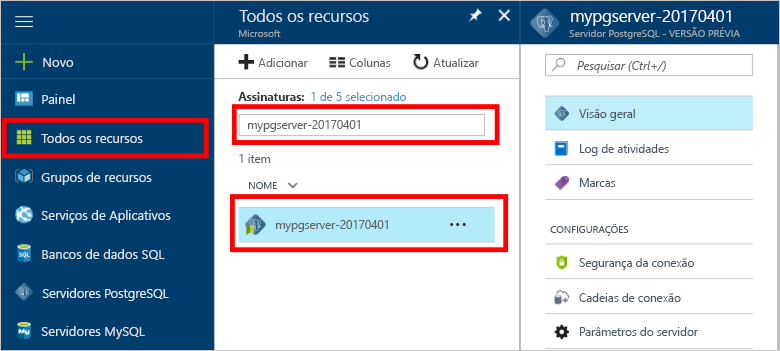 Novo
Painel
Todos os recursos
Grupos de recursos
Serviços de Aplicativos
SQL
Bancos de dados SQL
Servidores PostgreSQL
My
Servidores MySQL
Todos os recursos
Microsoft
Adicionar
Colunas
Atualizar
Assinaturas: 1 de 5 selecionado
mypgserver-20170401
1 item
NOME
mypgserver-20170401
mypgserver-20170401
Servidor PostgreSQL - VERSÃO PRÉVIA
Pesquisar (Ctrl+/)
Visão geral
Log de atividades
Marcas
CONFIGURAÇÕES
Segurança da conexão
Cadeias de conexão
Parâmetros do servidor